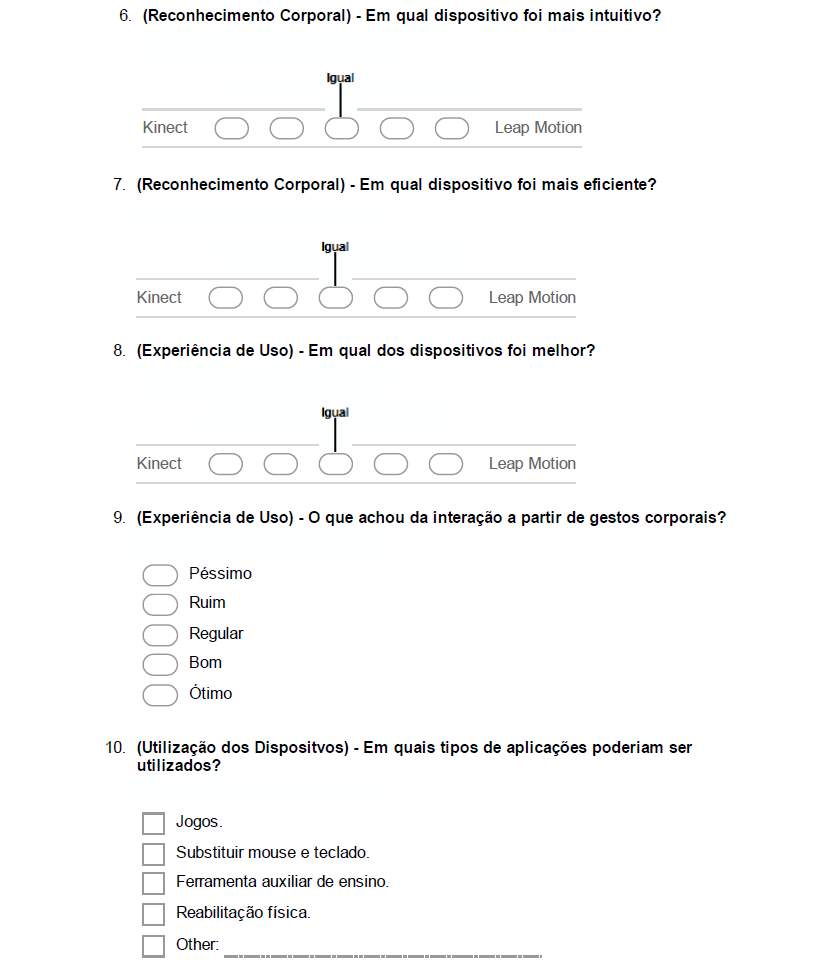 6. (Reconhecimento Corporal) - Em qual dispositivo foi mais intuitivo?
Igual
Kinect Leap Motion
7. (Reconhecimento Corporal) - Em qual dispositivo foi mais eficiente?
Igual
Kinect Leap Motion
8. (Experiência de Uso) - Em qual dos dispositivos foi melhor?
Igual
Kinect Leap Motion
9. (Experiência de Uso) - O que achou da interação a partir de gestos corporais?
Péssimo
Ruim
Regular
Bom
Ótimo
10. (Utilização dos Dispositvos) - Em quais tipos de aplicações poderiam ser
utilizados?
Jogos.
Substituir mouse e teclado.
Ferramenta auxiliar de ensino.
Reabilitação física.
Other: